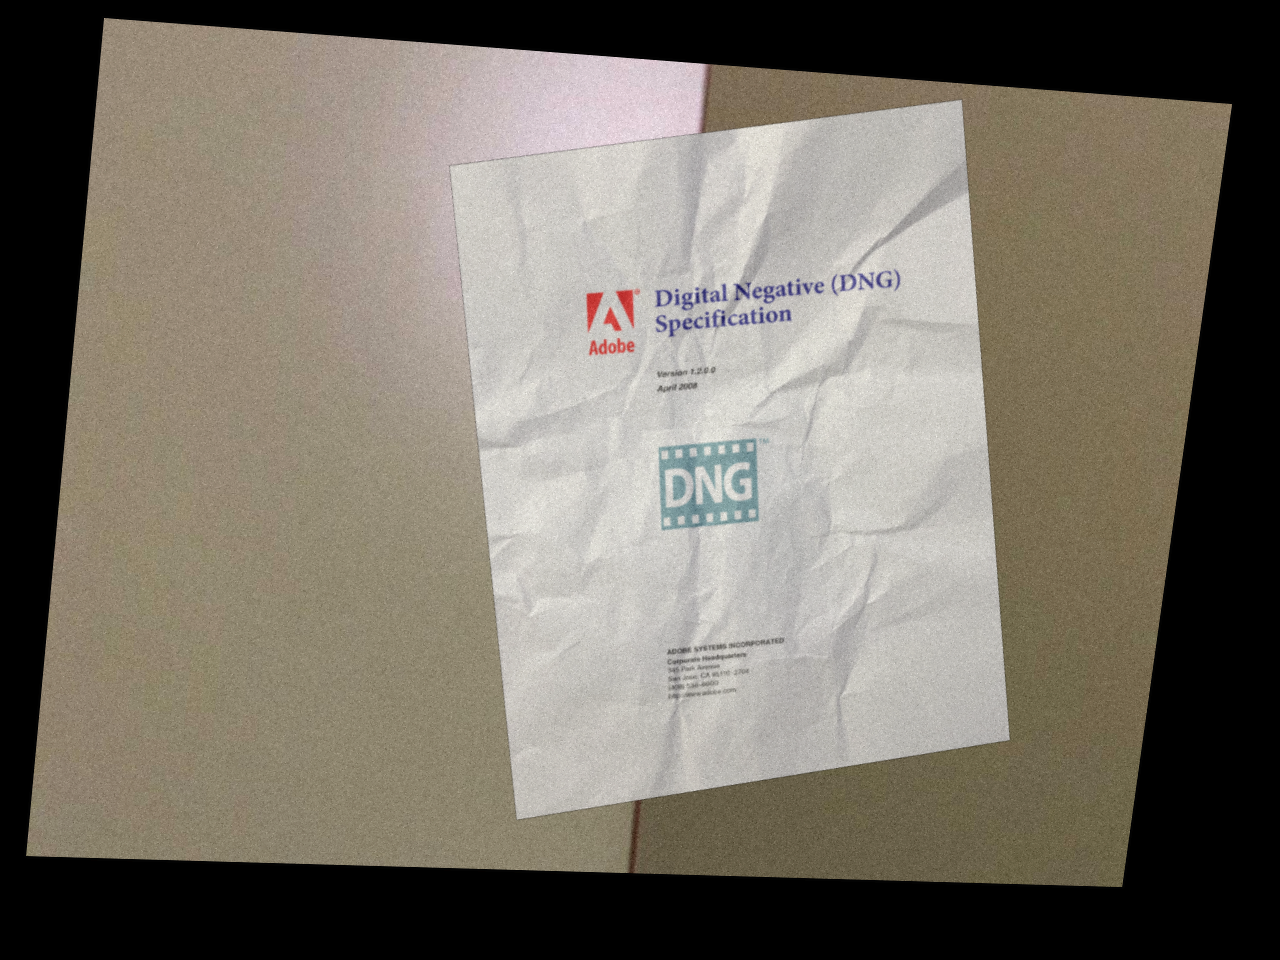 Digital Negative (DNG)
Specification
Adobe
Version 1.2.0.0
April 2008
DNG™
ADOBE SYSTEMS INCORPORATED
Corporate Headquarters
345 Park Avenue
San Jose, CA 95110-2704
(408) 536-6000
http://www.adobe.com